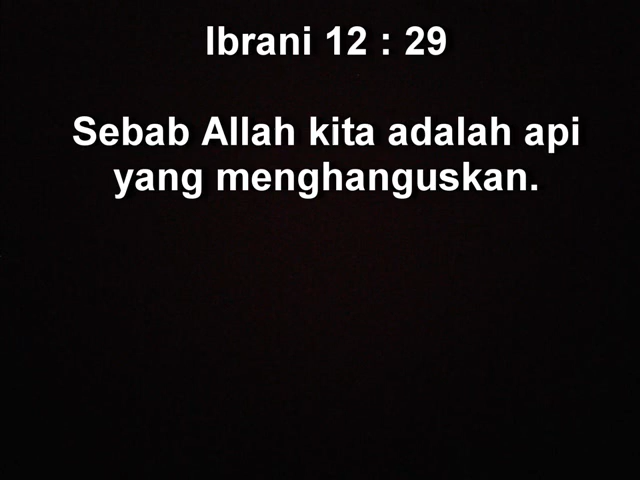 Ibrani 12 : 29
Sebab Allah kita adalah api
yang menghanguskan.